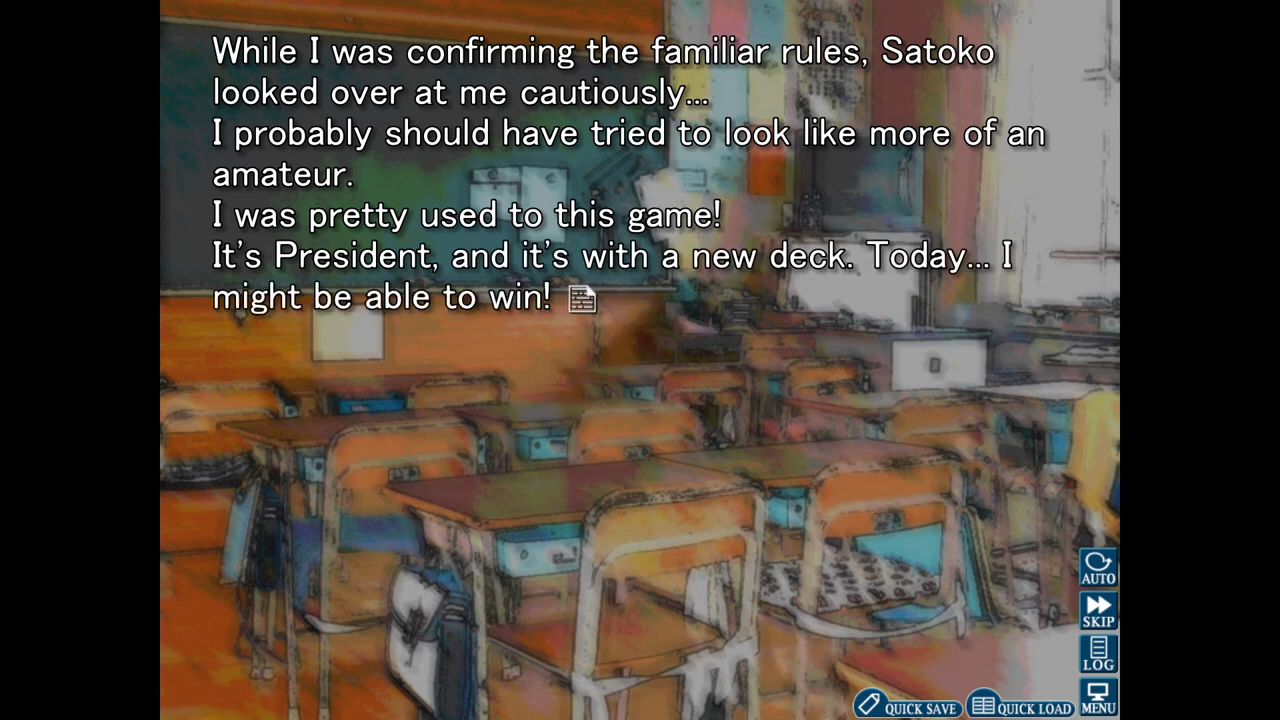 While I was confirming the familiar rules, Satoko
looked over at me cautiously...
I probably should have tried to look like more of an
amateur.
I was pretty used to this game!
It's President, and it's with a new deck. Today... I
might be able to win!
AUTO
SKIP
LOG
QUICK SAVE
QUICK LOAD
MENU